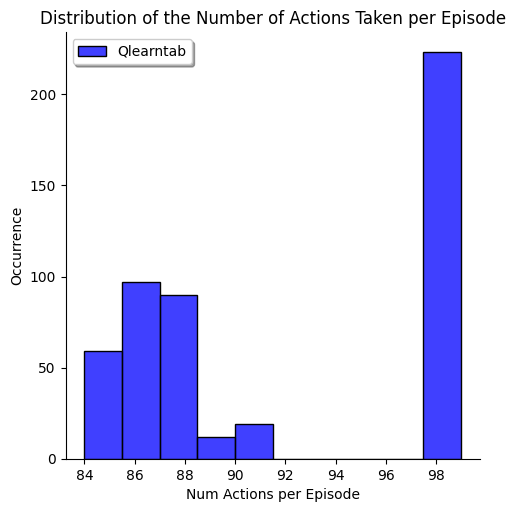 Distribution of the Number of Actions Taken per Episode
Qlearntab
200
150
100
50
0
Occurrence
84 86 88 90 92 94 96 98
Num Actions per Episode